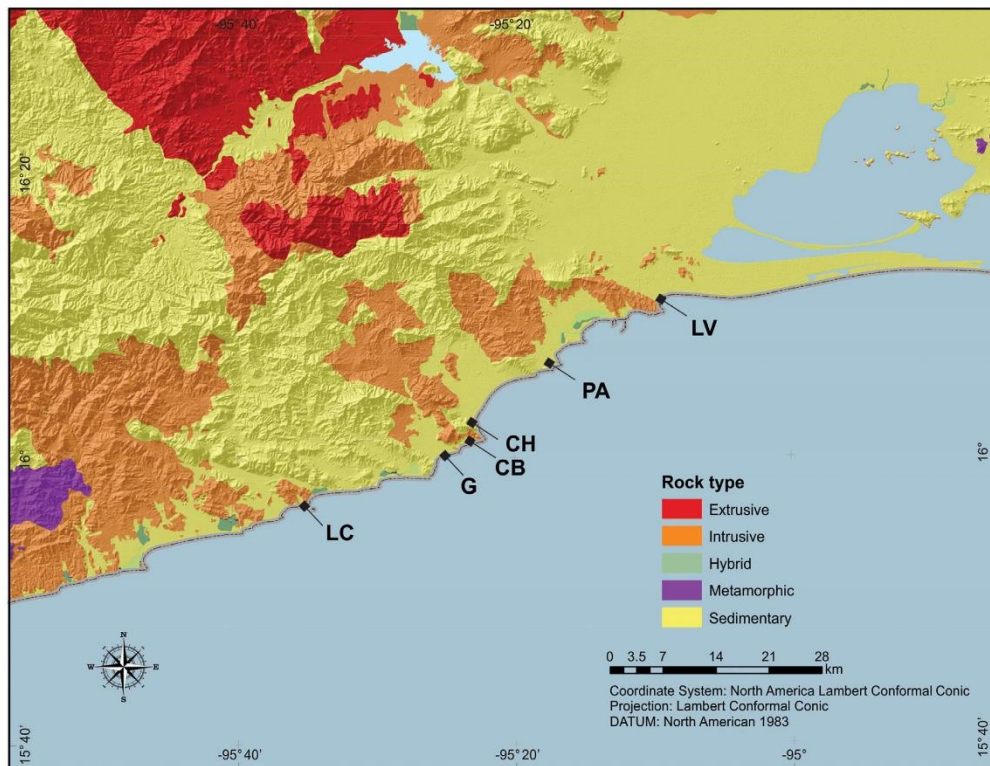 -95°40' -95°20'
16°20'
16°20'
LV
PA
CH
CB
16°
16°
G
LC
Rock type
Extrusive
Intrusive
Hybrid
Metamorphic
Sedimentary
N
W E
S
0 3.5 7 14 21 28
km
Coordinate System: North America Lambert Conformal Conic
Projection: Lambert Conformal Conic
DATUM: North American 1983
15°40'
15°40'
-95°40' -95°20' -95°